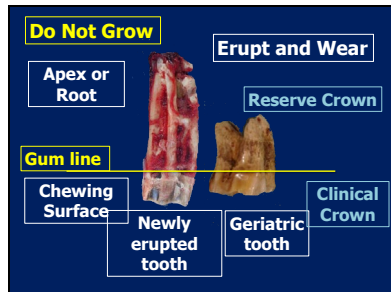 Do Not Grow
Erupt and Wear
Apex or
Root
Reserve Crown
Gum line
Chewing
Surface
Clinical
Crown
Newly
erupted
tooth
Geriatric
tooth